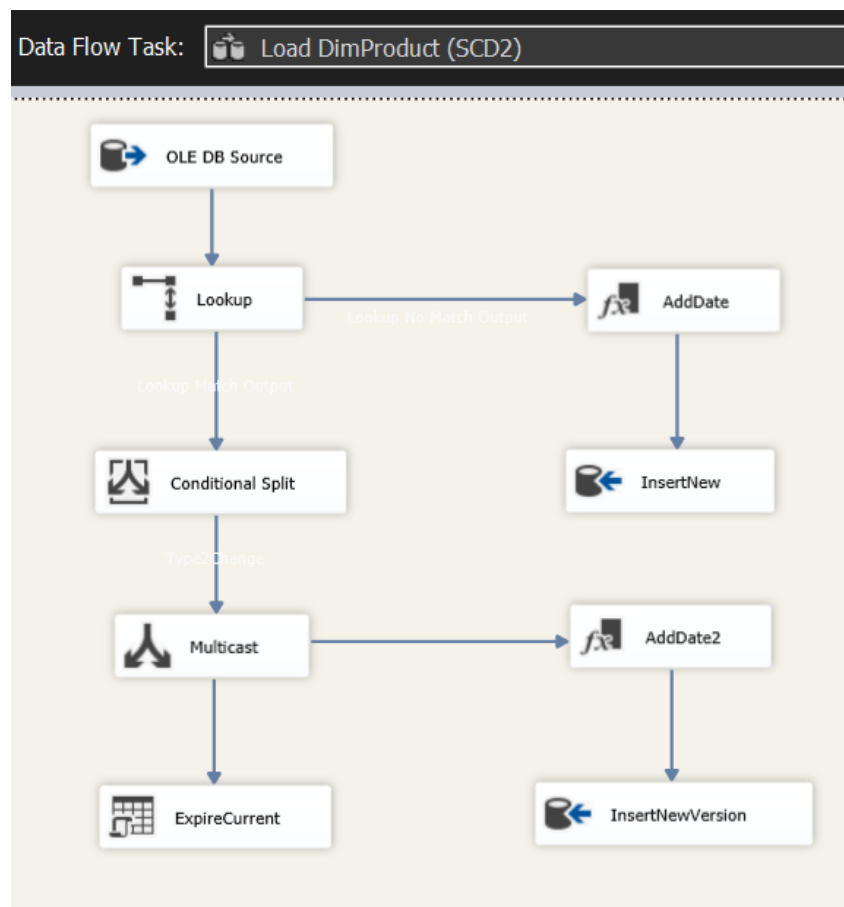 Data Flow Task: Load DimProduct (SCD2)
OLE DB Source
Lookup
AddDate
Lookup No Match Output
Lookup Match Output
Conditional Split
InsertNew
Type2Change
Multicast
AddDate2
ExpireCurrent
InsertNewVersion